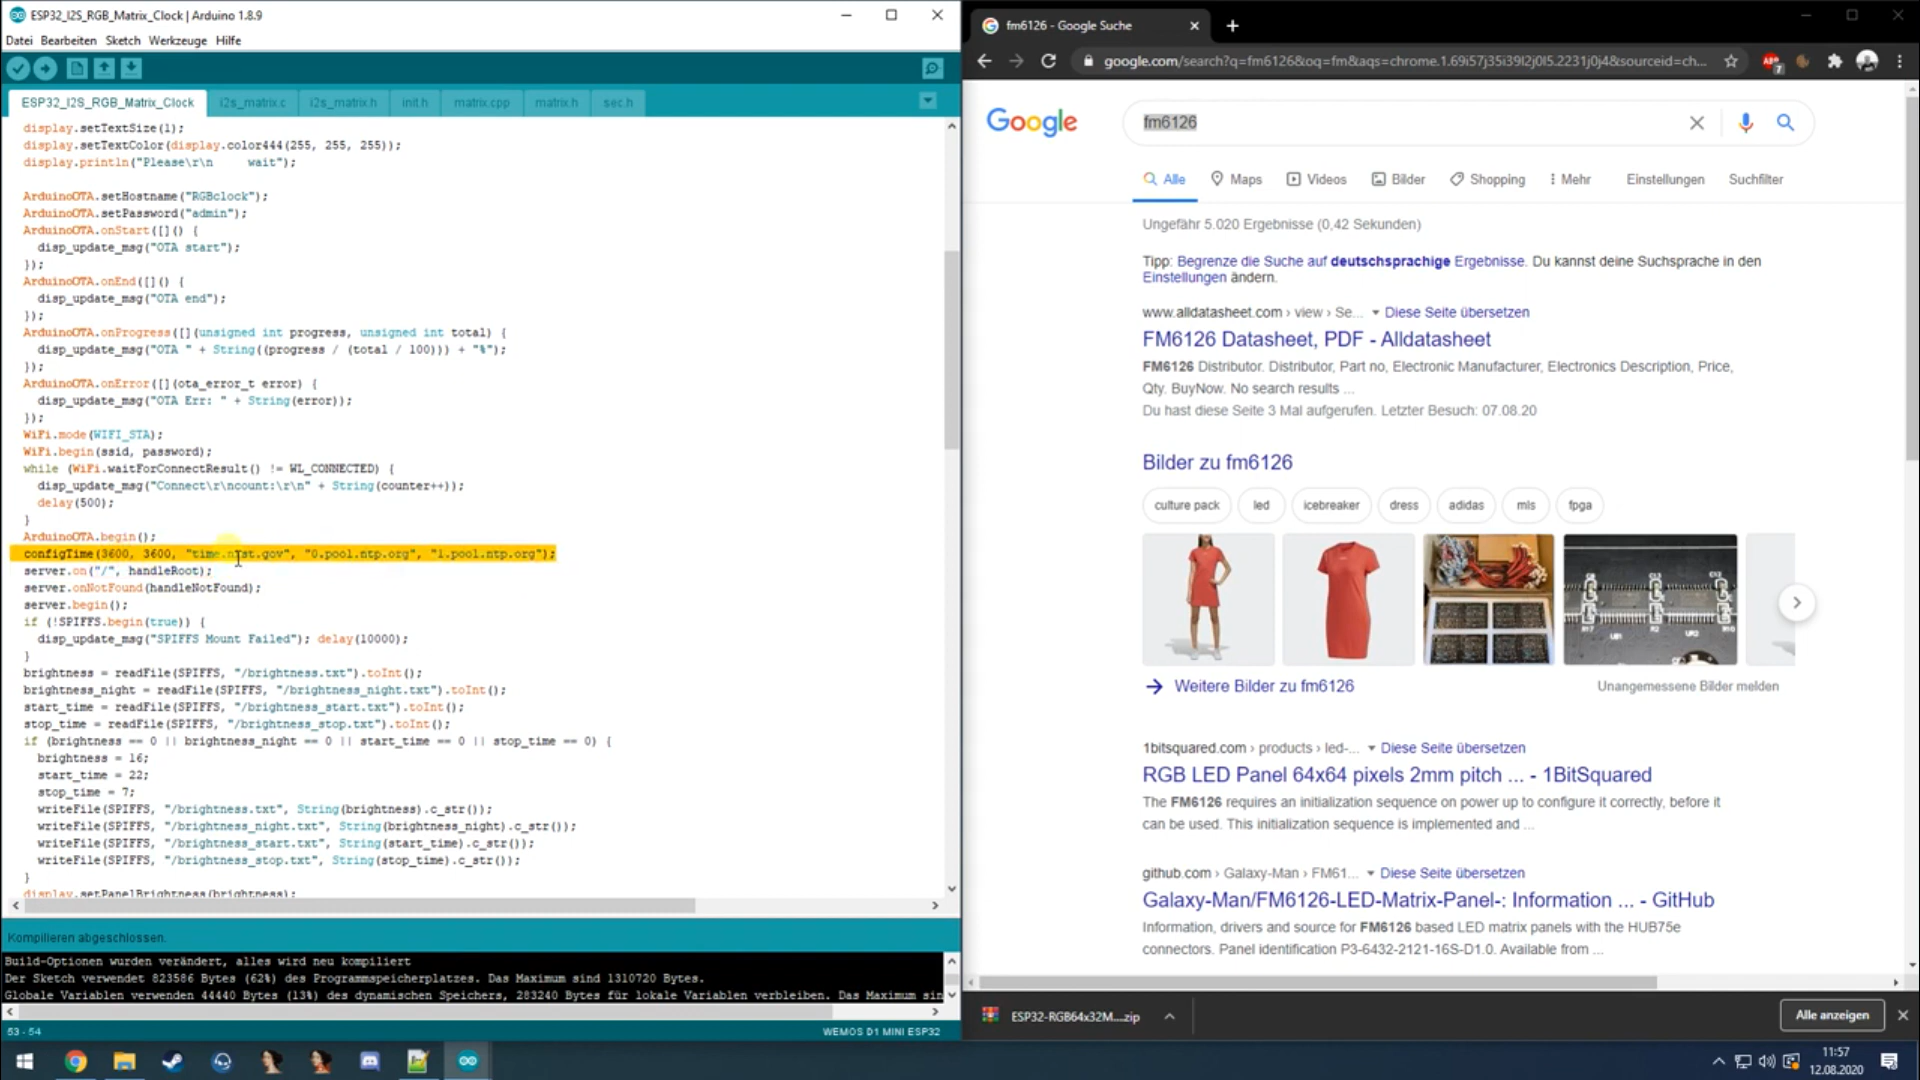 ESP32_I2S_RGB_Matrix_Clock | Arduino 1.8.9
Datei Bearbeiten Sketch Werkzeuge Hilfe
ESP32_I2S_RGB_Matrix_Clock i2s_matrix.c i2s_matrix.h init.h matrix.cpp matrix.h sec.h
display.setTextSize(1);
display.setTextColor(display.color444(255, 255, 255));
display.println("Please\r\n     wait");
ArduinoOTA.setHostname("RGBclock");
ArduinoOTA.setPassword("admin");
ArduinoOTA.onStart([]() {
disp_update_msg("OTA start");
});
ArduinoOTA.onEnd([]() {
disp_update_msg("OTA end");
});
ArduinoOTA.onProgress([](unsigned int progress, unsigned int total) {
disp_update_msg("OTA " + String((progress / (total / 100))) + "%");
});
ArduinoOTA.onError([](ota_error_t error) {
disp_update_msg("OTA Err: " + String(error));
});
WiFi.mode(WIFI_STA);
WiFi.begin(ssid, password);
while (WiFi.waitForConnectResult() != WL_CONNECTED) {
disp_update_msg("Connect\r\ncount:\r\n" + String(counter++));
delay(500);
}
ArduinoOTA.begin();
configTime(3600, 3600, "time.nist.gov", "0.pool.ntp.org", "1.pool.ntp.org");
server.on("/", handleRoot);
server.onNotFound(handleNotFound);
server.begin();
if (!SPIFFS.begin(true)) {
disp_update_msg("SPIFFS Mount Failed"); delay(10000);
}
brightness = readFile(SPIFFS, "/brightness.txt").toInt();
brightness_night = readFile(SPIFFS, "/brightness_night.txt").toInt();
start_time = readFile(SPIFFS, "/brightness_start.txt").toInt();
stop_time = readFile(SPIFFS, "/brightness_stop.txt").toInt();
if (brightness == 0 || brightness_night == 0 || start_time == 0 || stop_time == 0) {
brightness = 16;
start_time = 22;
stop_time = 7;
writeFile(SPIFFS, "/brightness.txt", String(brightness).c_str());
writeFile(SPIFFS, "/brightness_night.txt", String(brightness_night).c_str());
writeFile(SPIFFS, "/brightness_start.txt", String(start_time).c_str());
writeFile(SPIFFS, "/brightness_stop.txt", String(stop_time).c_str());
}
display.setPanelBrightness(brightness);
Kompilieren abgeschlossen.
Build-Optionen wurden verändert, alles wird neu kompiliert
Der Sketch verwendet 823586 Bytes (62%) des Programmspeicherplatzes. Das Maximum sind 1310720 Bytes.
Globale Variablen verwenden 44440 Bytes (13%) des dynamischen Speichers, 283240 Bytes für lokale Variablen verbleiben. Das Maximum sin
53 - 54 WEMOS D1 MINI ESP32
fm6126 - Google Suche
google.com/search?q=fm6126&oq=fm&aqs=chrome.1.69i57j35i39l2j0l5.2231j0j4&sourceid=ch...
ABP
7
Google
fm6126
Alle Maps Videos Bilder Shopping Mehr Einstellungen Suchfilter
Ungefähr 5.020 Ergebnisse (0,42 Sekunden)
Tipp: Begrenze die Suche auf deutschsprachige Ergebnisse. Du kannst deine Suchsprache in den
Einstellungen ändern.
www.alldatasheet.com › view › Se... Diese Seite übersetzen
FM6126 Datasheet, PDF - Alldatasheet
FM6126 Distributor. Distributor, Part no, Electronic Manufacturer, Electronics Description, Price,
Qty. BuyNow. No search results ...
Du hast diese Seite 3 Mal aufgerufen. Letzter Besuch: 07.08.20
Bilder zu fm6126
culture pack led icebreaker dress adidas mls fpga
Weitere Bilder zu fm6126 Unangemessene Bilder melden
1bitsquared.com › products › led-... Diese Seite übersetzen
RGB LED Panel 64x64 pixels 2mm pitch ... - 1BitSquared
The FM6126 requires an initialization sequence on power up to configure it correctly, before it
can be used. This initialization sequence is implemented and ...
github.com › Galaxy-Man › FM61... Diese Seite übersetzen
Galaxy-Man/FM6126-LED-Matrix-Panel-: Information ... - GitHub
Information, drivers and source for FM6126 based LED matrix panels with the HUB75e
connectors. Panel identification P3-6432-2121-16S-D1.0. Available from ...
ESP32-RGB64x32M....zip Alle anzeigen
11:57
12.08.2020